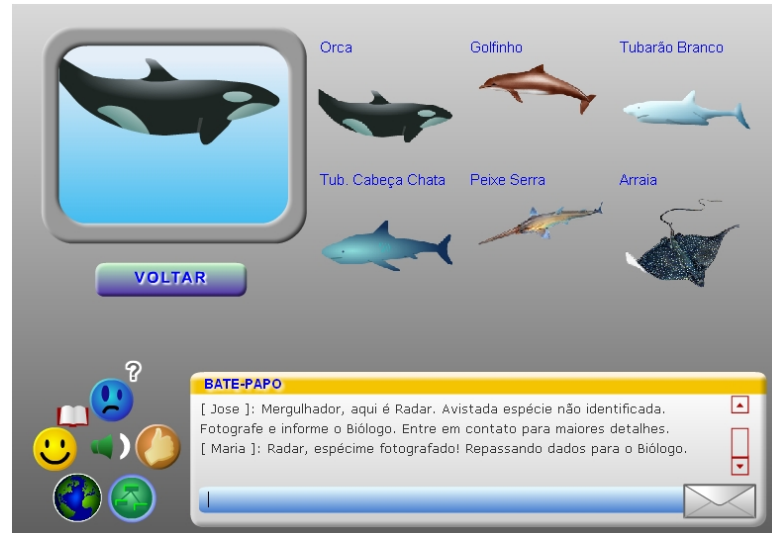 Orca Golfinho Tubarão Branco
Tub. Cabeça Chata Peixe Serra Arraia
VOLTAR
?
BATE-PAPO
[ Jose ]: Mergulhador, aqui é Radar. Avistada espécie não identificada.
Fotografe e informe o Biólogo. Entre em contato para maiores detalhes.
[ Maria ]: Radar, espécime fotografado! Repassando dados para o Biólogo.